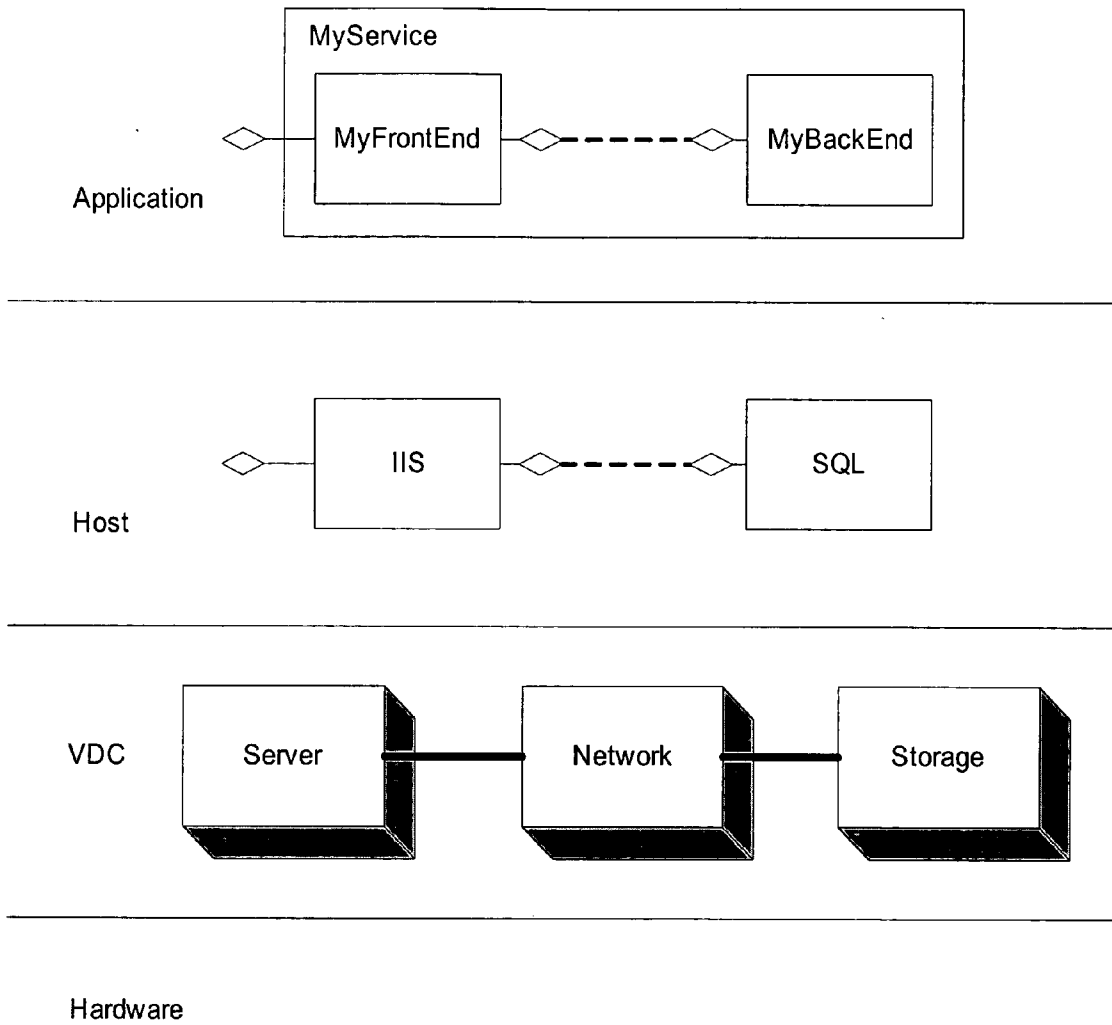 MyService
MyFrontEnd
MyBackEnd
Application
IIS
SQL
Host
VDC
Server
Network
Storage
Hardware